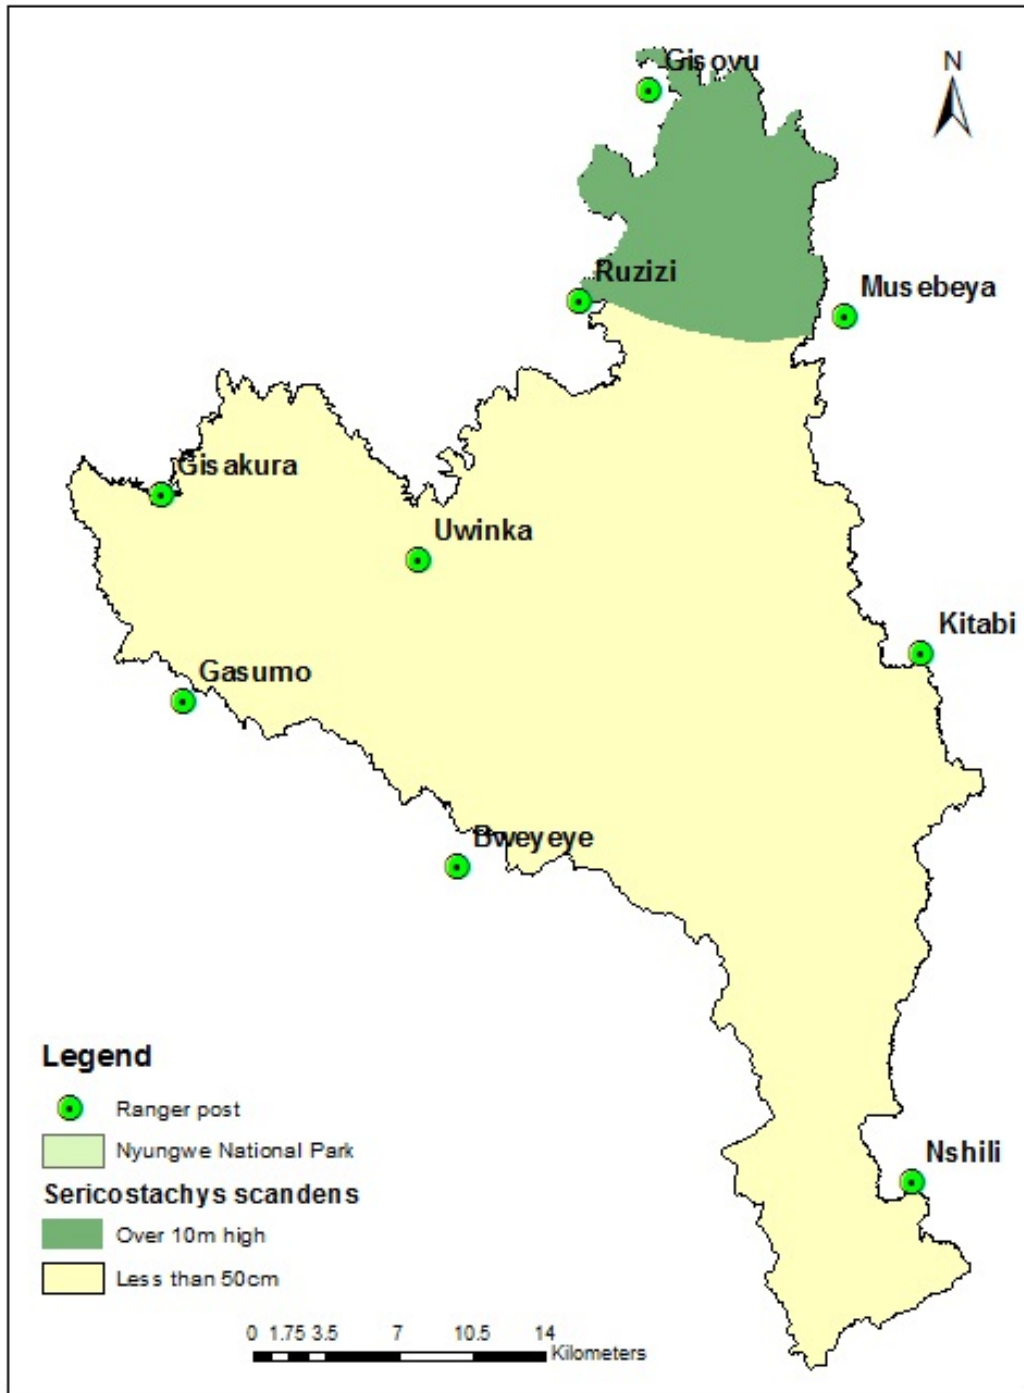 Gisovu
N
Ruzizi
Musebeya
Gisakura
Uwinka
Kitabi
Gasumo
Bweyeye
Nshili
Legend
Ranger post
Nyungwe National Park
Sericostachys scandens
Over 10m high
Less than 50cm
0 1.75 3.5 7 10.5 14
Kilometers